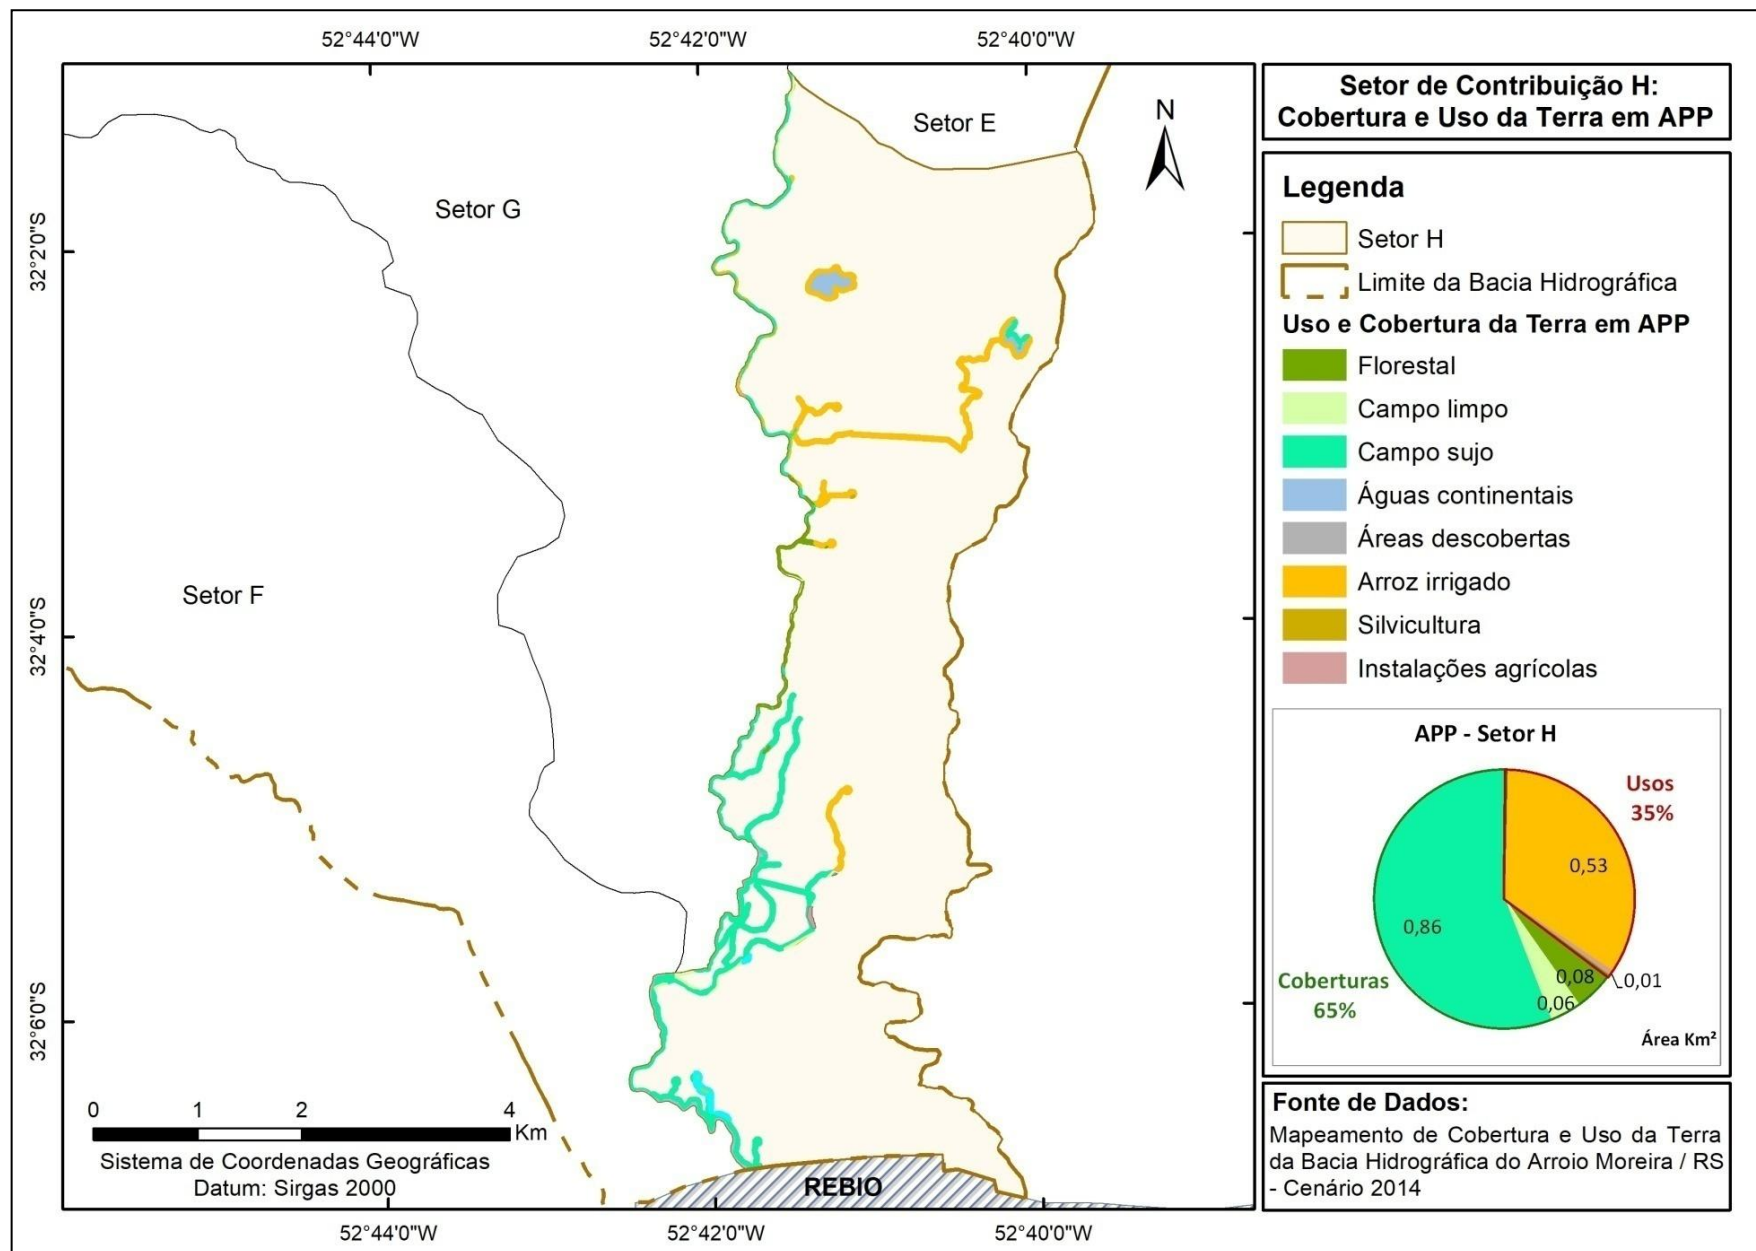 52°44'0"W
52°42'0"W
52°40'0"W
Setor de Contribuição H:
Cobertura e Uso da Terra em APP
N
Setor E
Setor G
Setor F
32°2'0"S
32°4'0"S
32°6'0"S
Legenda
Setor H
Limite da Bacia Hidrográfica
Uso e Cobertura da Terra em APP
Florestal
Campo limpo
Campo sujo
Águas continentais
Áreas descobertas
Arroz irrigado
Silvicultura
Instalações agrícolas
APP - Setor H
Usos
35%
0,53
0,86
0,08
0,01
0,06
Coberturas
65%
Área Km²
0 1 2 4
Km
Sistema de Coordenadas Geográficas
Datum: Sirgas 2000
REBIO
Fonte de Dados:
Mapeamento de Cobertura e Uso da Terra
da Bacia Hidrográfica do Arroio Moreira / RS
- Cenário 2014
52°44'0"W
52°42'0"W
52°40'0"W